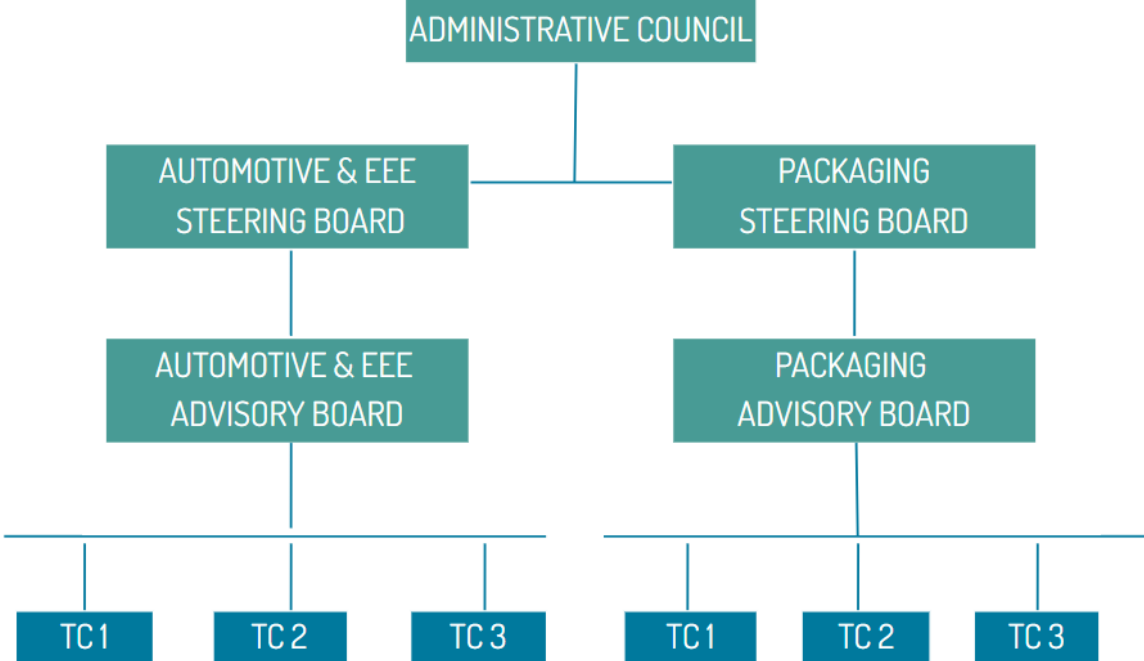 ADMINISTRATIVE COUNCIL
AUTOMOTIVE & EEE
STEERING BOARD
PACKAGING
STEERING BOARD
AUTOMOTIVE & EEE
ADVISORY BOARD
PACKAGING
ADVISORY BOARD
TC 1
TC 2
TC 3
TC 1
TC 2
TC 3